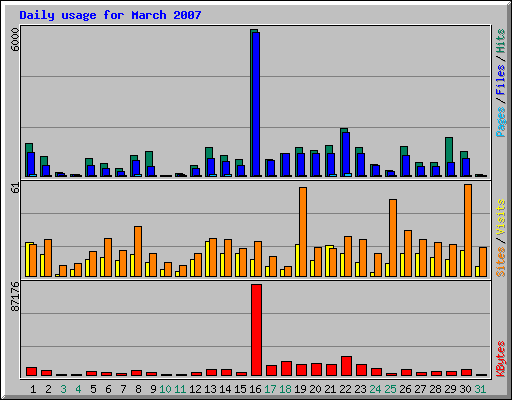 Daily usage for March 2007
6000
Pages / Files / Hits
61
Sites / Visits
87176
KBytes
1 2 3 4 5 6 7 8 9 10 11 12 13 14 15 16 17 18 19 20 21 22 23 24 25 26 27 28 29 30 31